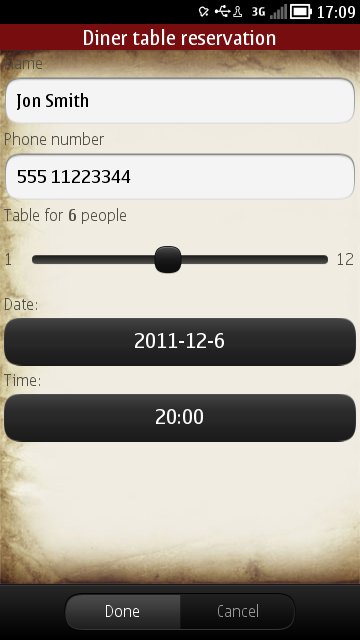 3G 17:09
Diner table reservation
Name
Jon Smith
Phone number
555 11223344
Table for 6 people
1 12
Date:
2011-12-6
Time:
20:00
Done Cancel